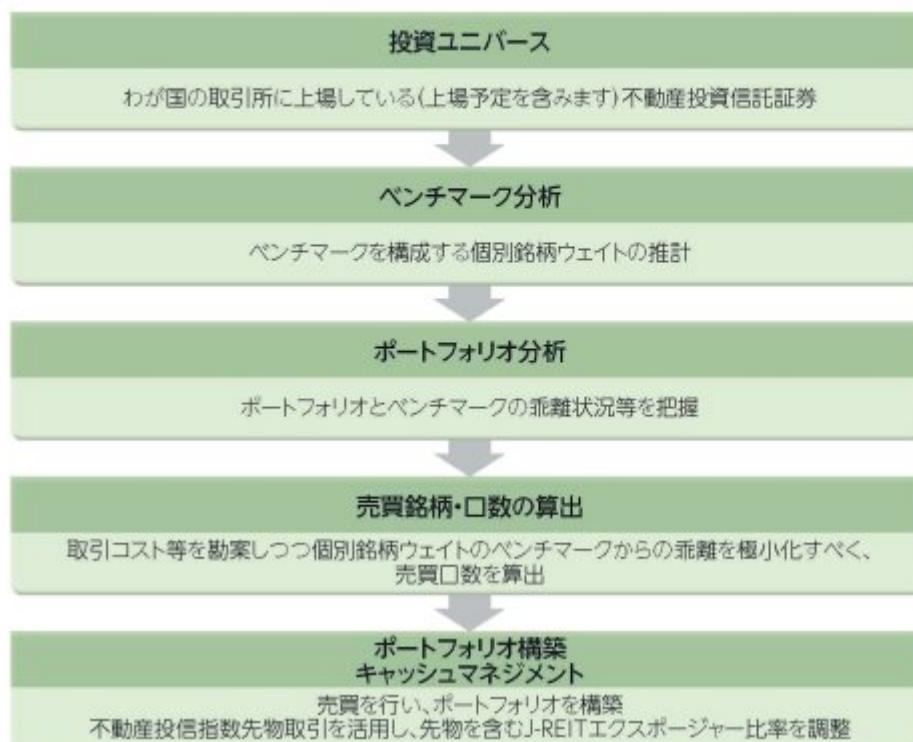 投資ユニバース
わが国の取引所に上場している(上場予定を含みます)不動産投資信託証券
ベンチマーク分析
ベンチマークを構成する個別銘柄ウェイトの推計
ポートフォリオ分析
ポートフォリオとベンチマークの乖離状況等を把握
売買銘柄・口数の算出
取引コスト等を勘案しつつ個別銘柄ウェイトのベンチマークからの乖離を極小化すべく、
売買口数を算出
ポートフォリオ構築
キャッシュマネジメント
売買を行い、ポートフォリオを構築
不動産投信指数先物取引を活用し、先物を含むJ-REITエクスポージャー比率を調整